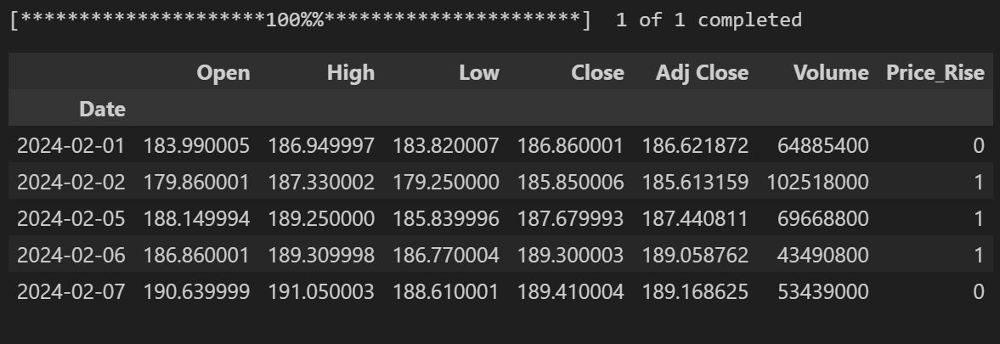 [*********************100%%**********************]  1 of 1 completed
Open High Low Close Adj Close Volume Price_Rise
Date
2024-02-01 183.990005 186.949997 183.820007 186.860001 186.621872 64885400 0
2024-02-02 179.860001 187.330002 179.250000 185.850006 185.613159 102518000 1
2024-02-05 188.149994 189.250000 185.839996 187.679993 187.440811 69668800 1
2024-02-06 186.860001 189.309998 186.770004 189.300003 189.058762 43490800 1
2024-02-07 190.639999 191.050003 188.610001 189.410004 189.168625 53439000 0